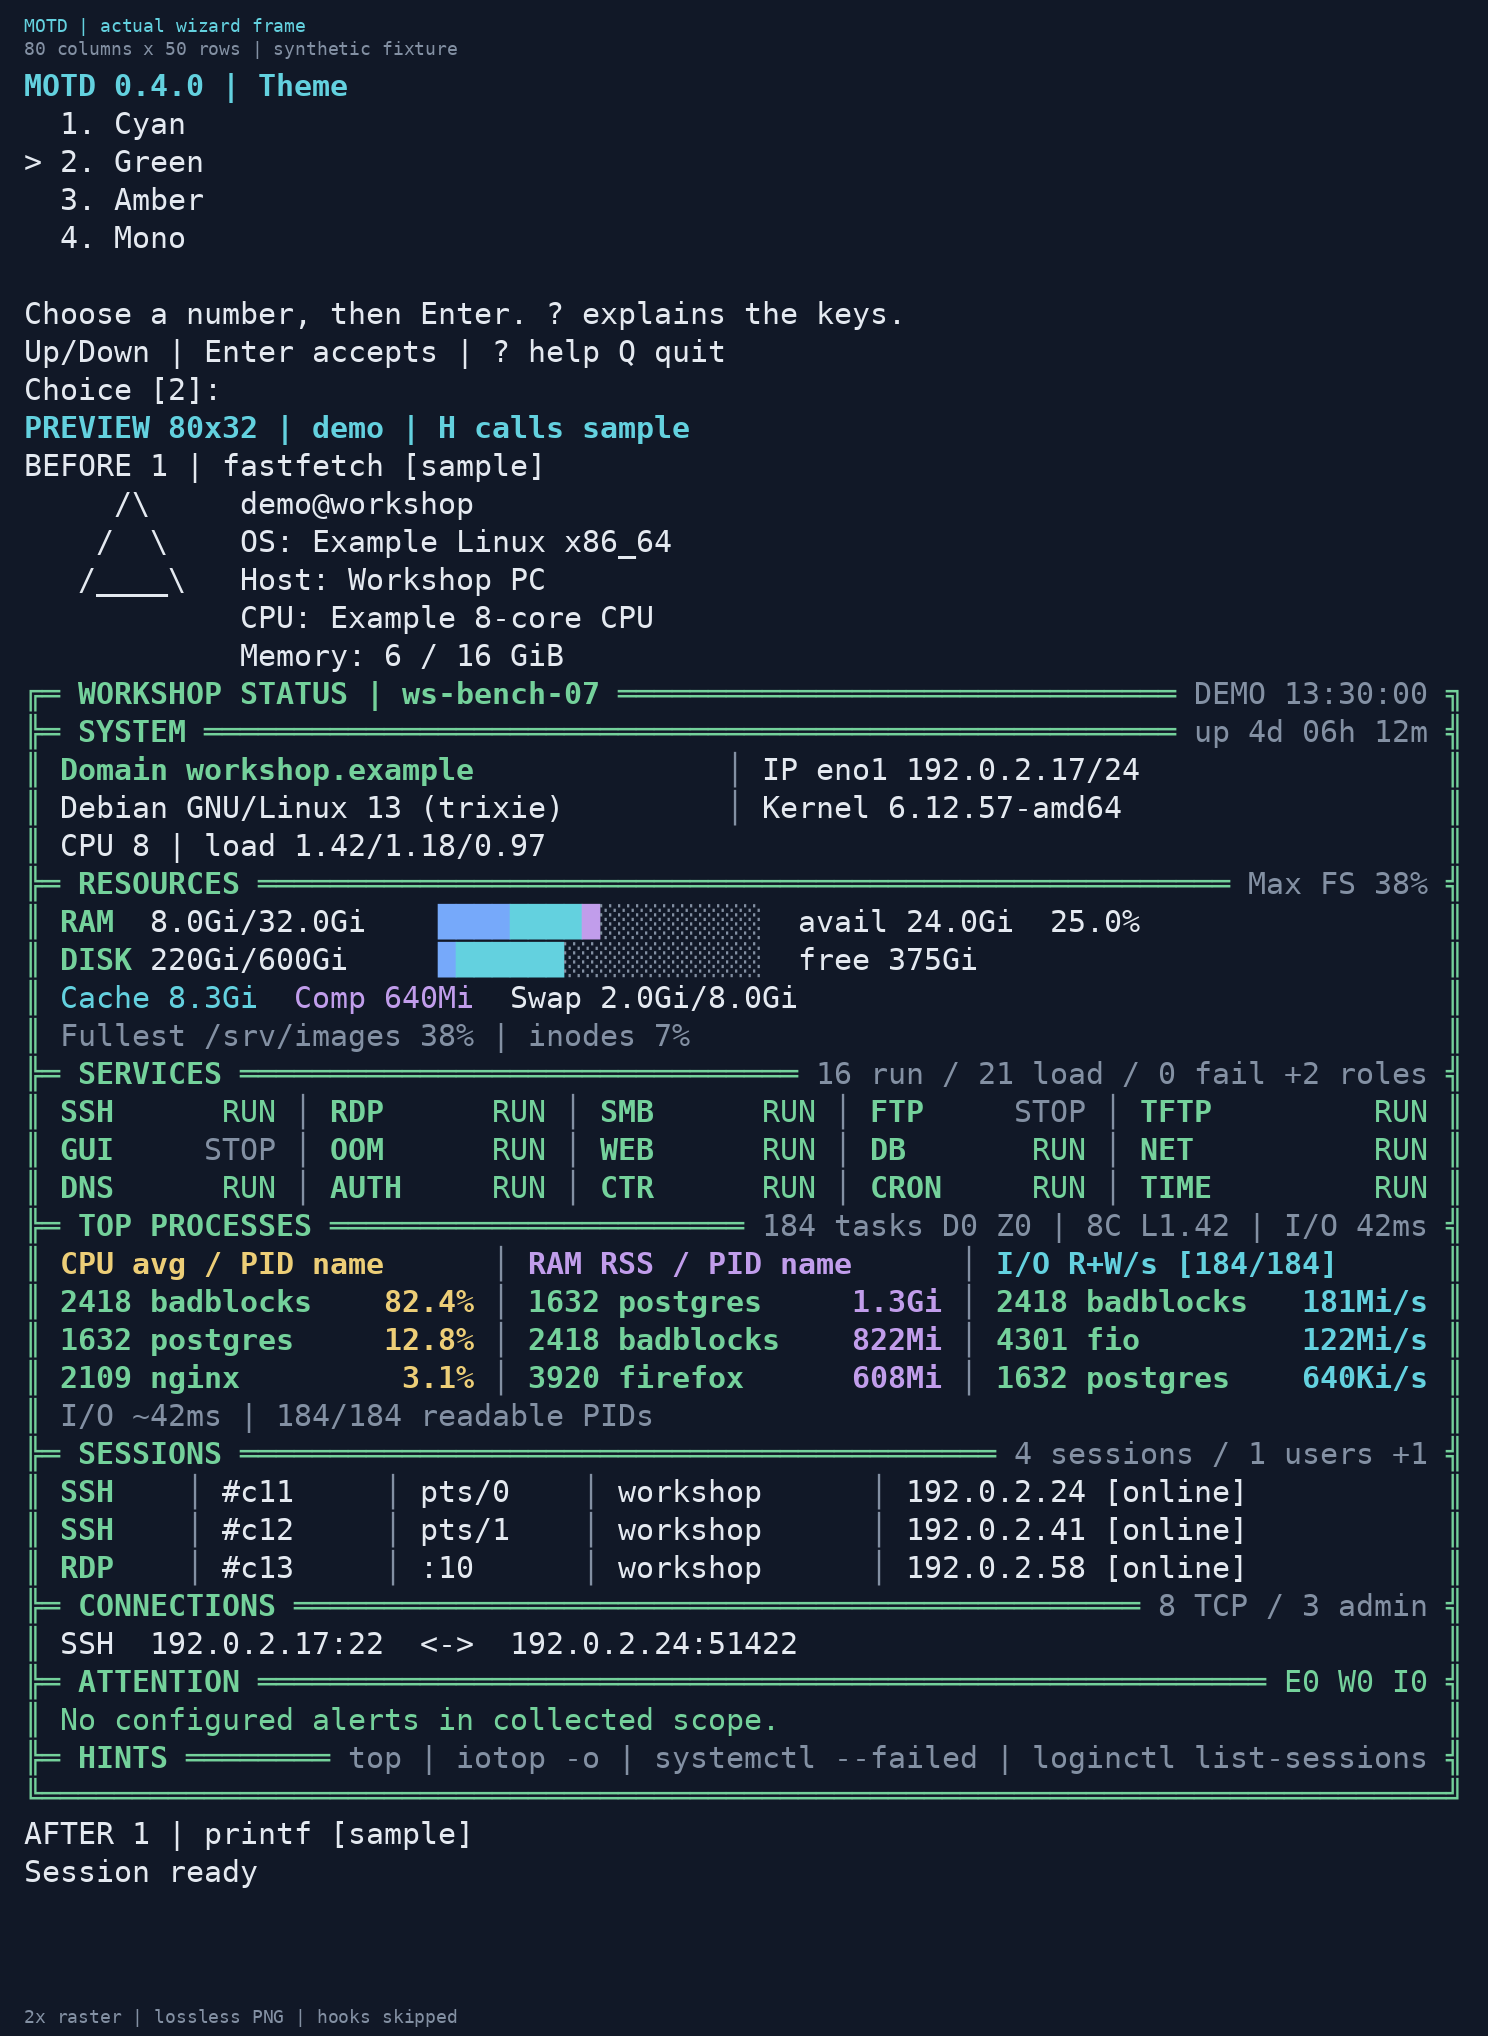 MOTD | actual wizard frame
80 columns x 50 rows | synthetic fixture
MOTD 0.4.0 | Theme
  1. Cyan
> 2. Green
  3. Amber
  4. Mono
Choose a number, then Enter. ? explains the keys.
Up/Down | Enter accepts | ? help Q quit
Choice [2]:
PREVIEW 80x32 | demo | H calls sample
BEFORE 1 | fastfetch [sample]
     /\     demo@workshop
    /  \    OS: Example Linux x86_64
   /____\   Host: Workshop PC
            CPU: Example 8-core CPU
            Memory: 6 / 16 GiB
WORKSHOP STATUS | ws-bench-07 DEMO 13:30:00
SYSTEM up 4d 06h 12m
Domain workshop.example │ IP eno1 192.0.2.17/24
Debian GNU/Linux 13 (trixie) │ Kernel 6.12.57-amd64
CPU 8 | load 1.42/1.18/0.97
RESOURCES Max FS 38%
RAM  8.0Gi/32.0Gi avail 24.0Gi  25.0%
DISK 220Gi/600Gi free 375Gi
Cache 8.3Gi  Comp 640Mi  Swap 2.0Gi/8.0Gi
Fullest /srv/images 38% | inodes 7%
SERVICES 16 run / 21 load / 0 fail +2 roles
SSH RUN │ RDP RUN │ SMB RUN │ FTP STOP │ TFTP RUN
GUI STOP │ OOM RUN │ WEB RUN │ DB RUN │ NET RUN
DNS RUN │ AUTH RUN │ CTR RUN │ CRON RUN │ TIME RUN
TOP PROCESSES 184 tasks D0 Z0 | 8C L1.42 | I/O 42ms
CPU avg / PID name │ RAM RSS / PID name │ I/O R+W/s [184/184]
2418 badblocks 82.4% │ 1632 postgres 1.3Gi │ 2418 badblocks 181Mi/s
1632 postgres 12.8% │ 2418 badblocks 822Mi │ 4301 fio 122Mi/s
2109 nginx 3.1% │ 3920 firefox 608Mi │ 1632 postgres 640Ki/s
I/O ~42ms | 184/184 readable PIDs
SESSIONS 4 sessions / 1 users +1
SSH │ #c11 │ pts/0 │ workshop │ 192.0.2.24 [online]
SSH │ #c12 │ pts/1 │ workshop │ 192.0.2.41 [online]
RDP │ #c13 │ :10 │ workshop │ 192.0.2.58 [online]
CONNECTIONS 8 TCP / 3 admin
SSH  192.0.2.17:22  <->  192.0.2.24:51422
ATTENTION E0 W0 I0
No configured alerts in collected scope.
HINTS top | iotop -o | systemctl --failed | loginctl list-sessions
AFTER 1 | printf [sample]
Session ready
2x raster | lossless PNG | hooks skipped